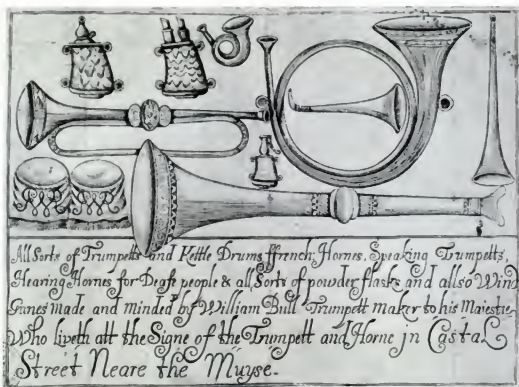 All Sorts of Trumpetts and Kettle Drums ffrench Hornes, Speaking Trumpetts,
Hearing Hornes for Deafe people & all Sorts of powder flasks and allso Wind
Gunes made and minded by William Bull Trumpett maker to his Maiestie
Who liveth att the Signe of the Trumpett and Horne jn Castal
Street Neare the Muyse.